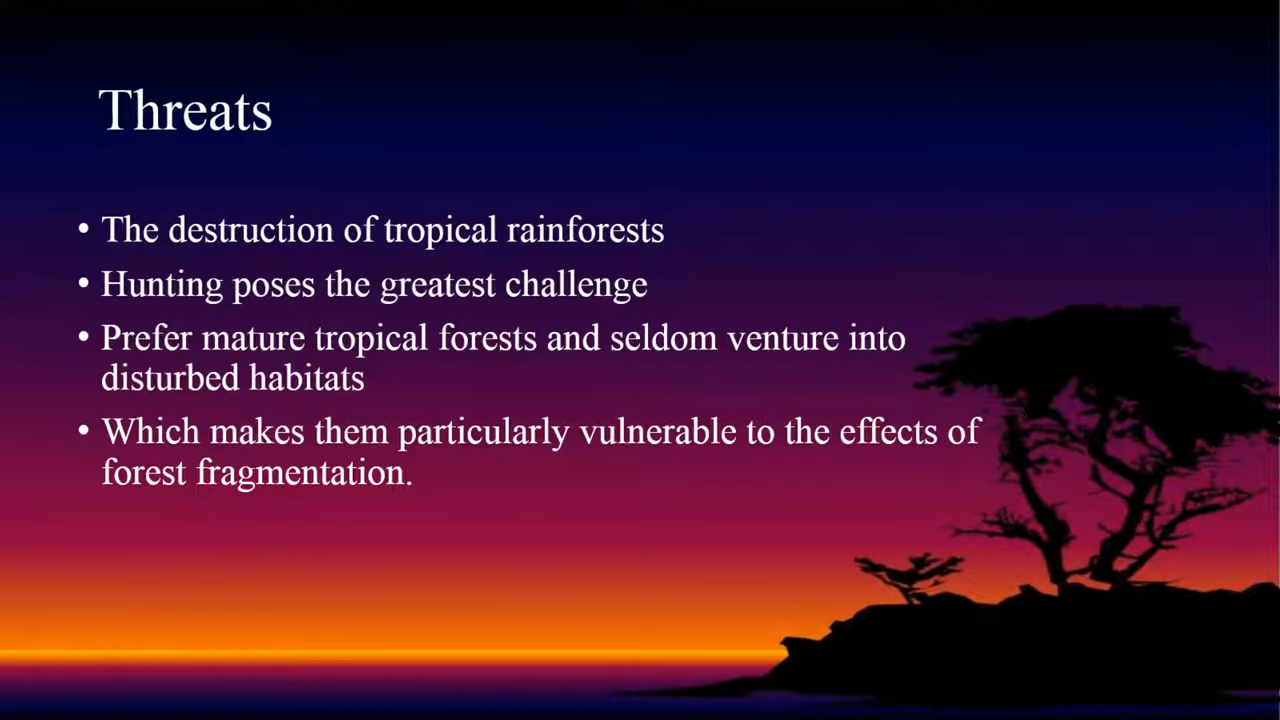 Threats
• The destruction of tropical rainforests
• Hunting poses the greatest challenge
• Prefer mature tropical forests and seldom venture into
disturbed habitats
• Which makes them particularly vulnerable to the effects of
forest fragmentation.